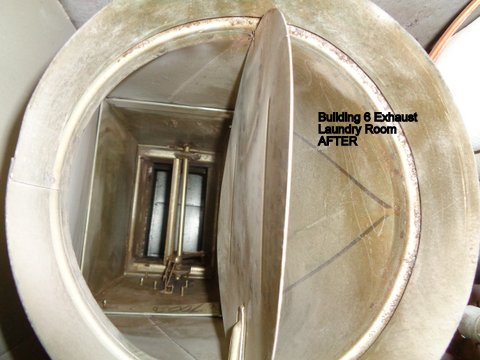 Building 6 Exhaust
Laundry Room
AFTER